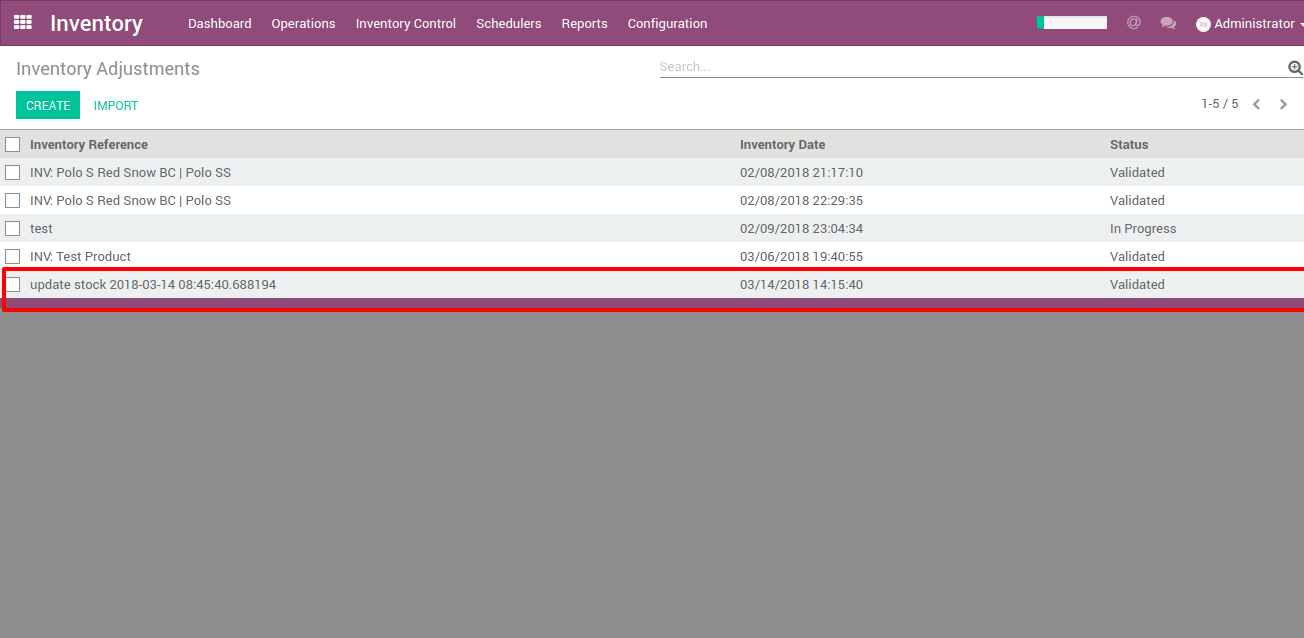 Inventory Dashboard Operations Inventory Control Schedulers Reports Configuration @ Administrator
Inventory Adjustments Search...
CREATE IMPORT 1-5 / 5
Inventory Reference Inventory Date Status
INV: Polo S Red Snow BC | Polo SS 02/08/2018 21:17:10 Validated
INV: Polo S Red Snow BC | Polo SS 02/08/2018 22:29:35 Validated
test 02/09/2018 23:04:34 In Progress
INV: Test Product 03/06/2018 19:40:55 Validated
update stock 2018-03-14 08:45:40.688194 03/14/2018 14:15:40 Validated